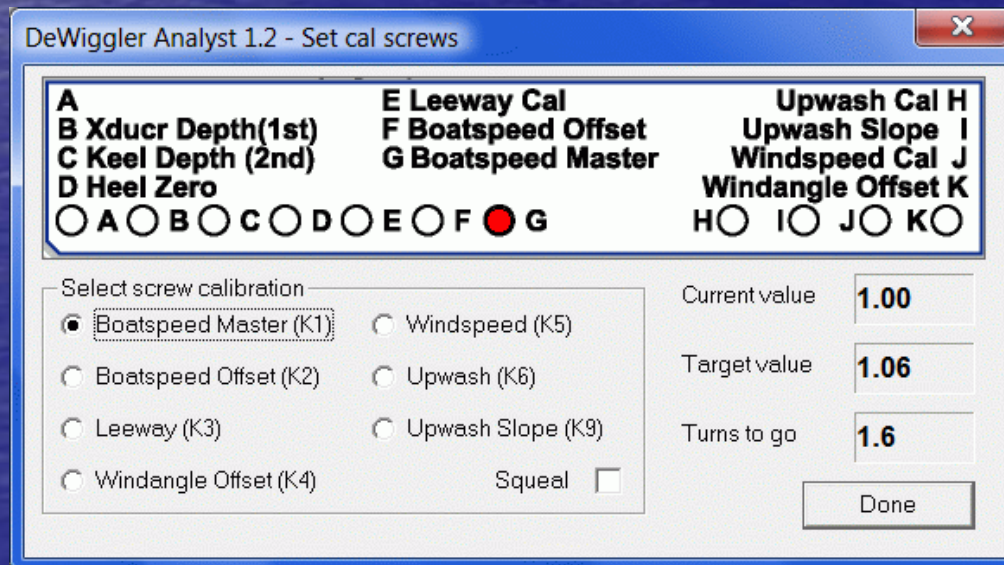 DeWiggler Analyst 1.2 - Set cal screws
A
B Xducr Depth(1st)
C Keel Depth (2nd)
D Heel Zero
E Leeway Cal
F Boatspeed Offset
G Boatspeed Master
Upwash Cal H
Upwash Slope I
Windspeed Cal J
Windangle Offset K
A B C D E F G H I J K
Select screw calibration
Boatspeed Master (K1)
Boatspeed Offset (K2)
Leeway (K3)
Windangle Offset (K4)
Windspeed (K5)
Upwash (K6)
Upwash Slope (K9)
Squeal
Current value 1.00
Target value 1.06
Turns to go 1.6
Done